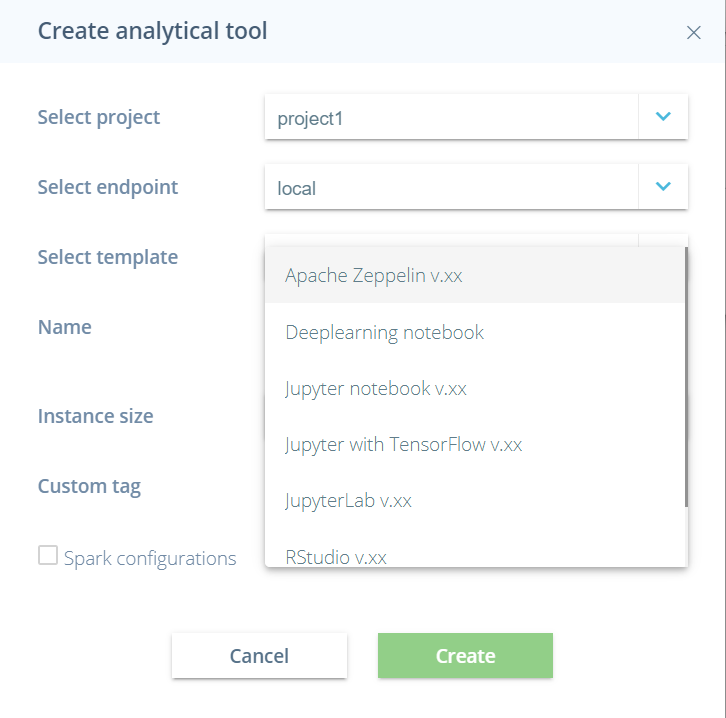 Create analytical tool
Select project
project1
Select endpoint
local
Select template
Apache Zeppelin v.xx
Deeplearning notebook
Name
Jupyter notebook v.xx
Instance size
Jupyter with TensorFlow v.xx
Custom tag
JupyterLab v.xx
Spark configurations
RStudio v.xx
Cancel
Create